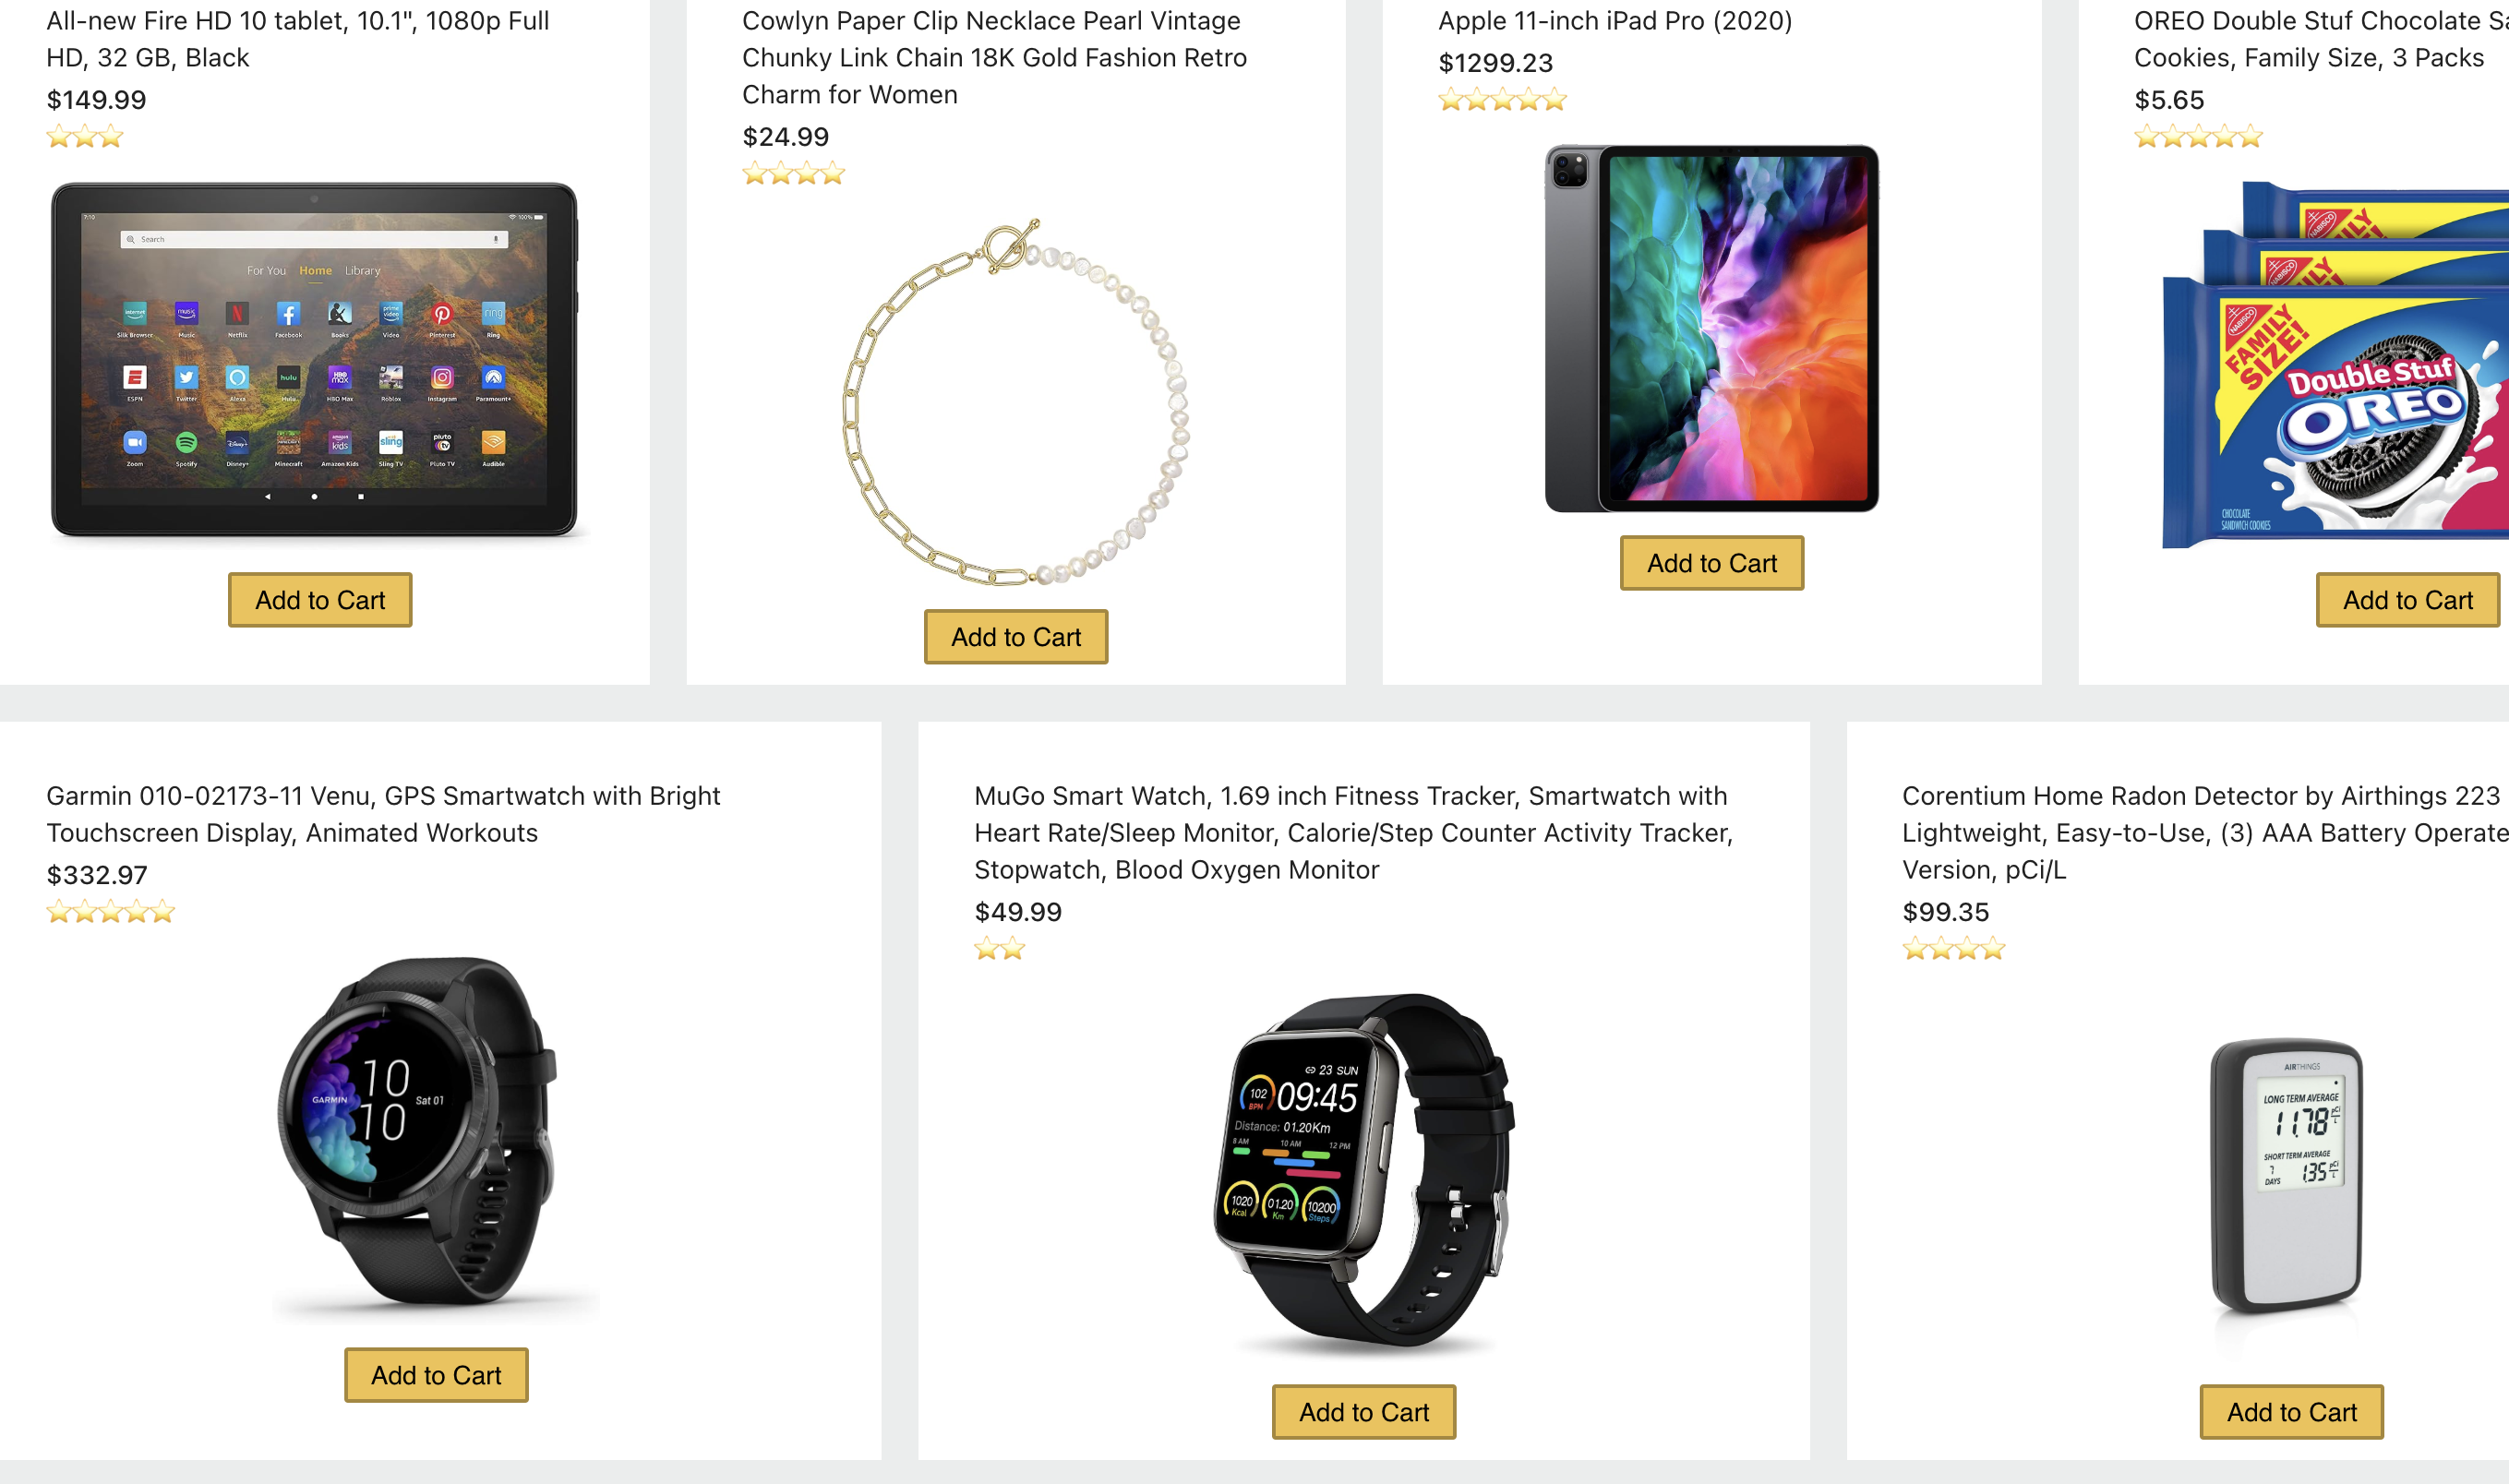 All-new Fire HD 10 tablet, 10.1", 1080p Full
HD, 32 GB, Black
$149.99
7:10
100%
Search
For You Home Library
Silk Browser Music Netflix Facebook Books Video Pinterest Ring
ESPN Twitter Alexa Hulu HBO Max Roblox Instagram Paramount+
Zoom Spotify Disney+ Minecraft Amazon Kids Sling TV Pluto TV Audible
Add to Cart
Cowlyn Paper Clip Necklace Pearl Vintage
Chunky Link Chain 18K Gold Fashion Retro
Charm for Women
$24.99
Add to Cart
Apple 11-inch iPad Pro (2020)
$1299.23
Add to Cart
OREO Double Stuf Chocolate
Cookies, Family Size, 3 Packs
$5.65
NABISCO
NABISCO
NABISCO
FAMILY
SIZE!
Double Stuf
OREO
CHOCOLATE
SANDWICH COOKIES
Add to Cart
Garmin 010-02173-11 Venu, GPS Smartwatch with Bright
Touchscreen Display, Animated Workouts
$332.97
GARMIN
10
10
Sat 01
Add to Cart
MuGo Smart Watch, 1.69 inch Fitness Tracker, Smartwatch with
Heart Rate/Sleep Monitor, Calorie/Step Counter Activity Tracker,
Stopwatch, Blood Oxygen Monitor
$49.99
23 SUN
102
BPM
09:45
Distance: 01.20Km
8 AM 10 AM 12 PM
1020 01.20 10200
Kcal Km Steps
Add to Cart
Corentium Home Radon Detector by Airthings 223
Lightweight, Easy-to-Use, (3) AAA Battery
Version, pCi/L
$99.35
AIRTHINGS
LONG TERM AVERAGE
11.78 pCi/L
SHORT TERM AVERAGE
7
DAYS
1.35 pCi/L
Add to Cart